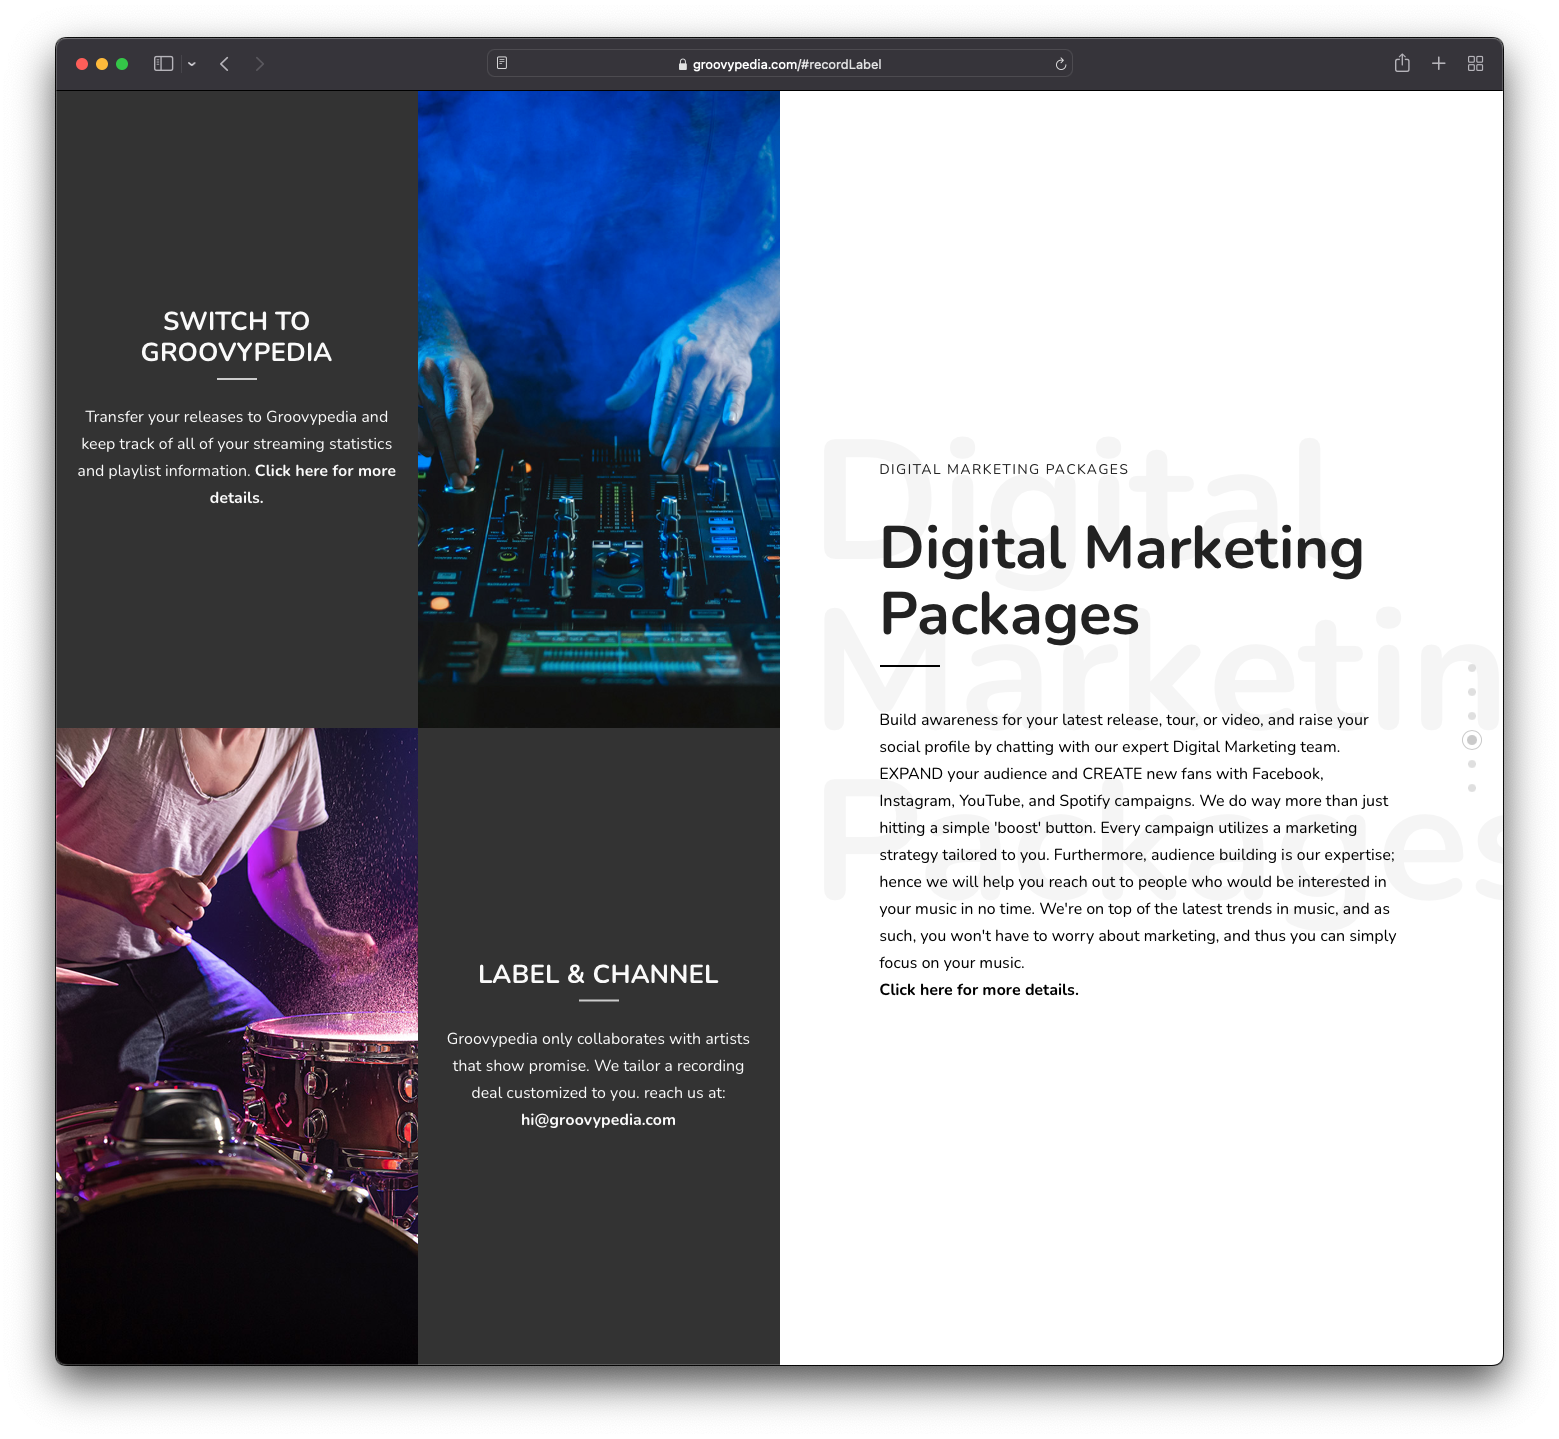 groovypedia.com/#recordLabel
SWITCH TO
GROOVYPEDIA
Transfer your releases to Groovypedia and
keep track of all of your streaming statistics
and playlist information. Click here for more
details.
LABEL & CHANNEL
Groovypedia only collaborates with artists
that show promise. We tailor a recording
deal customized to you. reach us at:
hi@groovypedia.com
Digital
Marketin
Packages
DIGITAL MARKETING PACKAGES
Digital Marketing
Packages
Build awareness for your latest release, tour, or video, and raise your
social profile by chatting with our expert Digital Marketing team.
EXPAND your audience and CREATE new fans with Facebook,
Instagram, YouTube, and Spotify campaigns. We do way more than just
hitting a simple 'boost' button. Every campaign utilizes a marketing
strategy tailored to you. Furthermore, audience building is our expertise;
hence we will help you reach out to people who would be interested in
your music in no time. We're on top of the latest trends in music, and as
such, you won't have to worry about marketing, and thus you can simply
focus on your music.
Click here for more details.